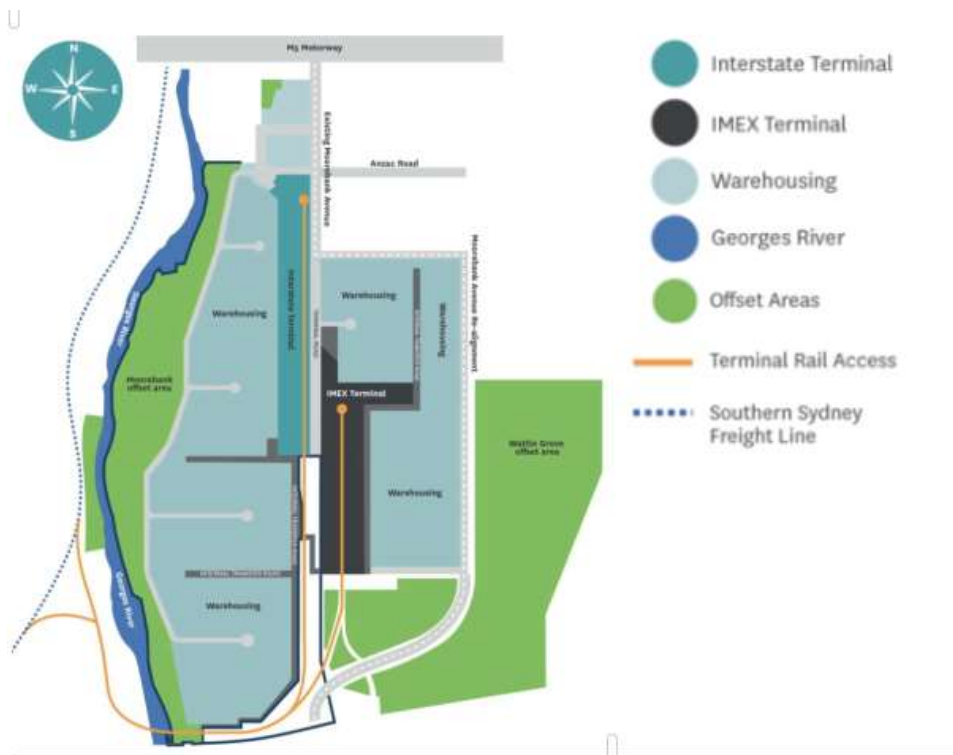 N
W
E
S
M5 Motorway
Existing Moorebank Avenue
Anzac Road
Moorebank Avenue Re-alignment
Georges River
Warehousing
Interstate Terminal
Warehousing
Warehousing
Moorebank
offset area
IMEX Terminal
Wattle Grove
offset area
Warehousing
Georges River
Warehousing
Interstate Terminal
IMEX Terminal
Warehousing
Georges River
Offset Areas
Terminal Rail Access
Southern Sydney
Freight Line